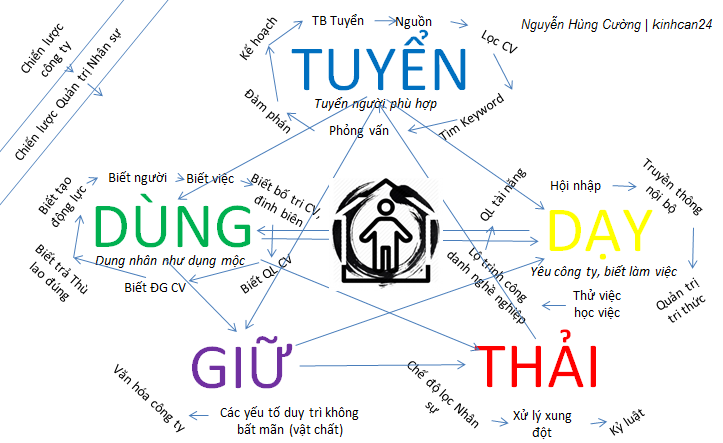 Nguyễn Hùng Cường | kinhcan24
Chiến lược
công ty
Chiến lược Quản trị Nhân sự
Kế hoạch
TB Tuyển
Nguồn
Lọc CV
Tìm Keyword
Phỏng vấn
Đàm phán
TUYỂN
Tuyển người phù hợp
Biết tạo
động lực
Biết người
Biết việc
Biết bố trí CV,
định biên
DÙNG
Dụng nhân như dụng mộc
Biết trả Thù
lao đúng
Biết ĐG CV
Biết QL CV
QL tài năng
Hội nhập
Truyền thông
nội bộ
DẠY
Yêu công ty, biết làm việc
Lộ trình công
danh nghề nghiệp
Thử việc
học việc
Quản trị
tri thức
GIỮ
THẢI
Văn hóa công ty
Các yếu tố duy trì không
bất mãn (vật chất)
Chế độ lọc Nhân
sự
Xử lý xung
đột
Kỷ luật